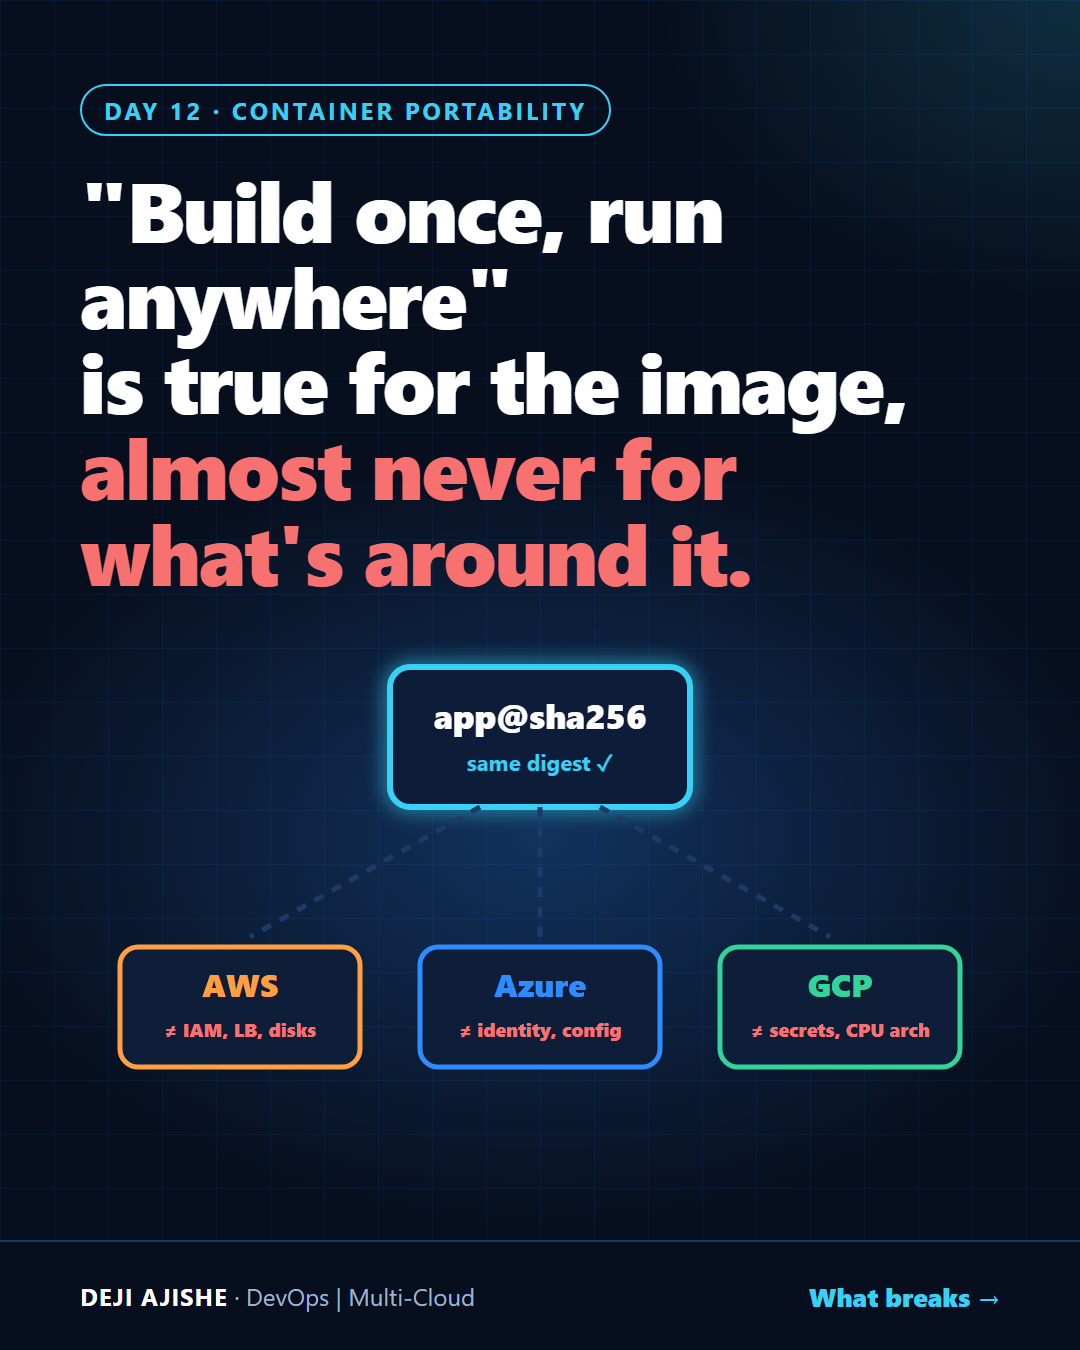 DAY 12 · CONTAINER PORTABILITY
"Build once, run
anywhere"
is true for the image,
almost never for
what's around it.
app@sha256
same digest ✓
AWS
≠ IAM, LB, disks
Azure
≠ identity, config
GCP
≠ secrets, CPU arch
DEJI AJISHE · DevOps | Multi-Cloud
What breaks →